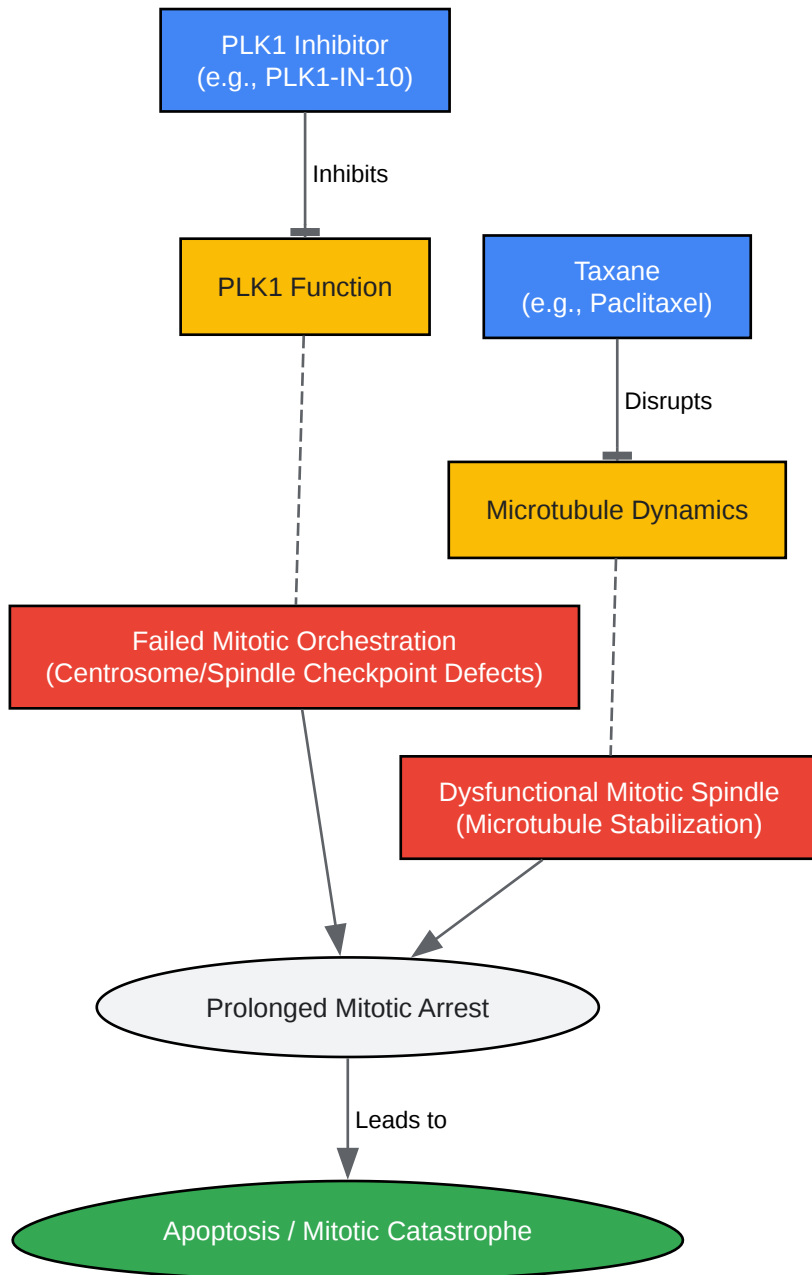 PLK1 Inhibitor
(e.g., PLK1-IN-10)
Inhibits
PLK1 Function
Taxane
(e.g., Paclitaxel)
Disrupts
Microtubule Dynamics
Failed Mitotic Orchestration
(Centrosome/Spindle Checkpoint Defects)
Dysfunctional Mitotic Spindle
(Microtubule Stabilization)
Prolonged Mitotic Arrest
Leads to
Apoptosis / Mitotic Catastrophe